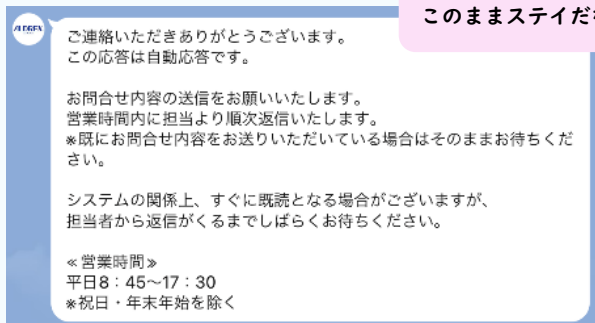 このままステイだ
ご連絡いただきありがとうございます。
この応答は自動応答です。
お問合せ内容の送信をお願いいたします。
営業時間内に担当より順次返信いたします。
※既にお問合せ内容をお送りいただいている場合はそのままお待ちくだ
さい。
システムの関係上、すぐに既読となる場合がございますが、
担当者から返信がくるまでしばらくお待ちください。
≪営業時間≫
平日8：45～17：30
※祝日・年末年始を除く